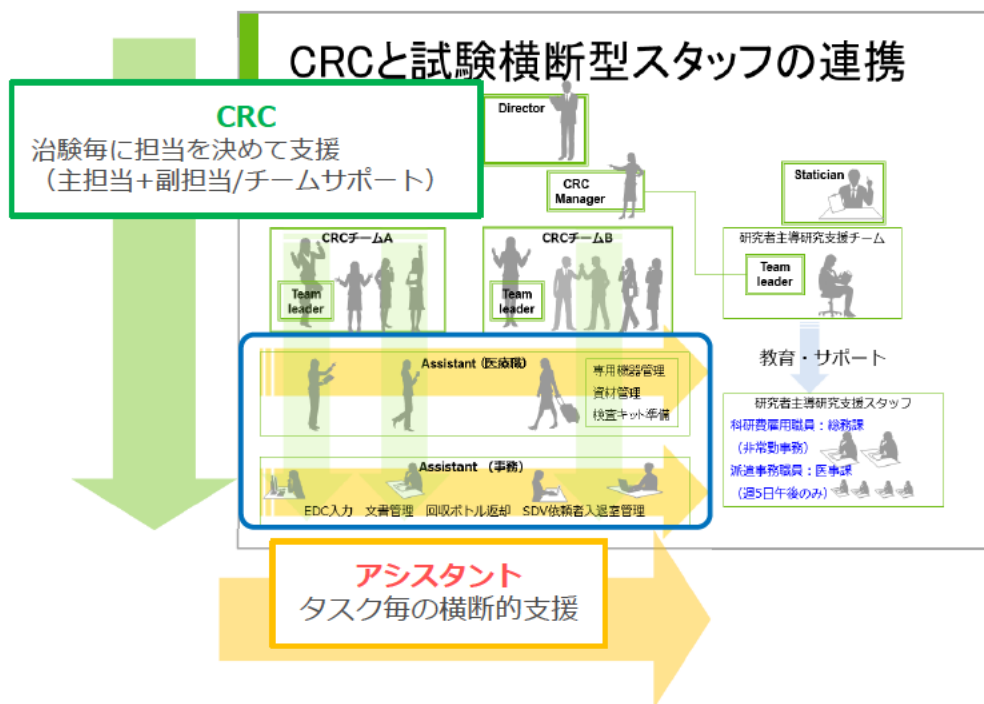 CRCと試験横断型スタッフの連携
CRC
治験毎に担当を決めて支援
（主担当+副担当/チームサポート）
Director
CRC
Manager
Statician
CRCチームA
CRCチームB
研究者主導研究支援チーム
Team
leader
Team
leader
Team
leader
教育・サポート
Assistant (医療職)
専用機器管理
資材管理
検査キット準備
研究者主導研究支援スタッフ
科研費雇用職員：総務課
（非常勤事務）
派遣事務職員：医事課
（週5日午後のみ）
Assistant （事務）
EDC入力 文書管理 回収ボトル返却 SDV依頼者入退室管理
アシスタント
タスク毎の横断的支援